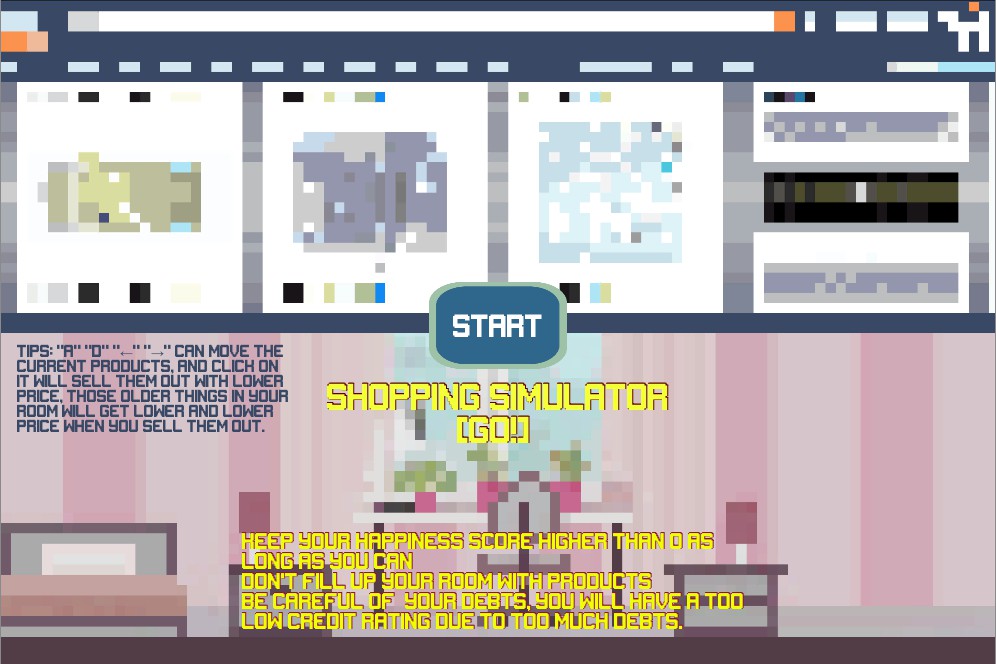 START
TIPS: "A" "D" "←" "→" CAN MOVE THE
CURRENT PRODUCTS, AND CLICH ON
IT WILL SELL THEM OUT WITH LOWER
PRICE, THOSE OLDER THINGS IN YOUR
ROOM WILL GET LOWER AND LOWER
PRICE WHEN YOU SELL THEM OUT.
SHOPPING SIMULATOR
[GO!]
KEEP YOUR HAPPINESS SCORE HIGHER THAN 0 AS
LONG AS YOU CAN
DON'T FILL UP YOUR ROOM WITH PRODUCTS
BE CAREFUL OF YOUR DEBTS, YOU WILL HAVE A TOO
LOW CREDIT RATING DUE TO TOO MUCH DEBTS.